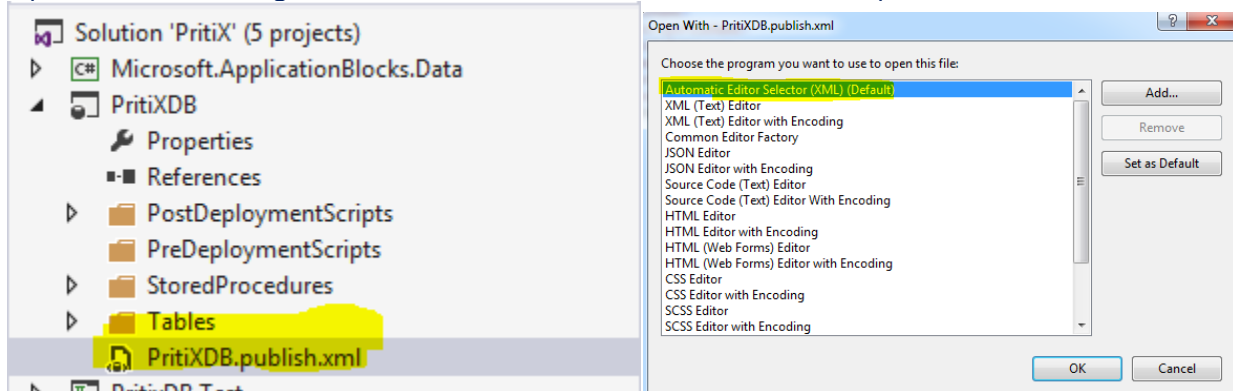 Solution 'PritiX' (5 projects)
C# Microsoft.ApplicationBlocks.Data
PritiXDB
Properties
References
PostDeploymentScripts
PreDeploymentScripts
StoredProcedures
Tables
PritiXDB.publish.xml
Open With - PritiXDB.publish.xml
Choose the program you want to use to open this file:
Automatic Editor Selector (XML) (Default)
XML (Text) Editor
XML (Text) Editor with Encoding
Common Editor Factory
JSON Editor
JSON Editor with Encoding
Source Code (Text) Editor
Source Code (Text) Editor With Encoding
HTML Editor
HTML Editor with Encoding
HTML (Web Forms) Editor
HTML (Web Forms) Editor with Encoding
CSS Editor
CSS Editor with Encoding
SCSS Editor
SCSS Editor with Encoding
Add...
Remove
Set as Default
OK
Cancel